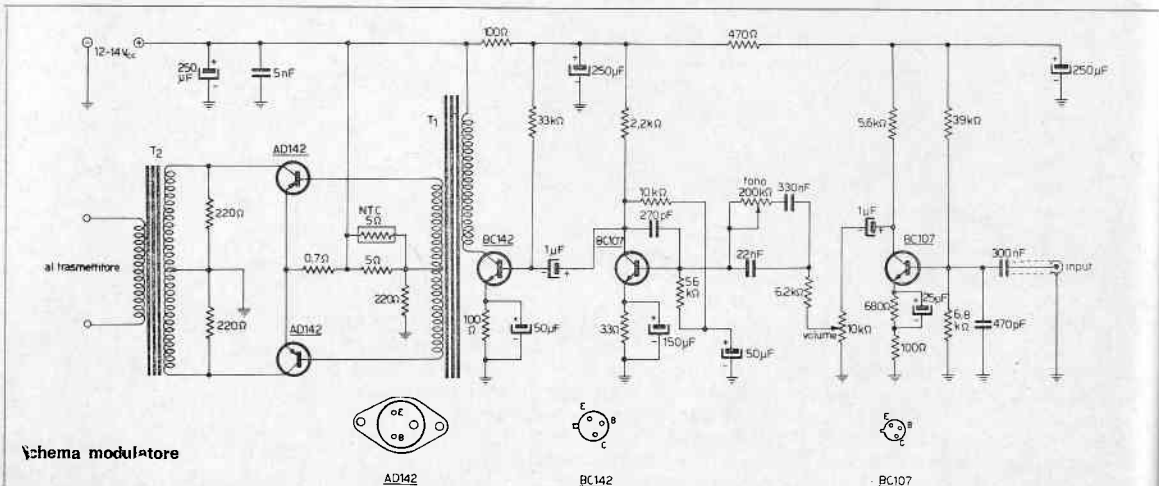 12-14Vcc
250 µF
5nF
100Ω
250µF
470Ω
250µF
33kΩ
2,2kΩ
5,6kΩ
39kΩ
T1
T2
AD142
220Ω
NTC
5Ω
10kΩ
270pF
tono
200kΩ
330nF
1µF
al trasmettitore
0,7Ω
5Ω
BC142
1µF
BC107
22nF
BC107
300nF
input
220Ω
220Ω
AD142
100Ω
50µF
33Ω
150µF
56 kΩ
50µF
6,2kΩ
volume
10kΩ
680Ω
25µF
100Ω
6,8 kΩ
470pF
E
B
E
B
C
E
B
C
schema modulatore
AD142
BC142
BC107